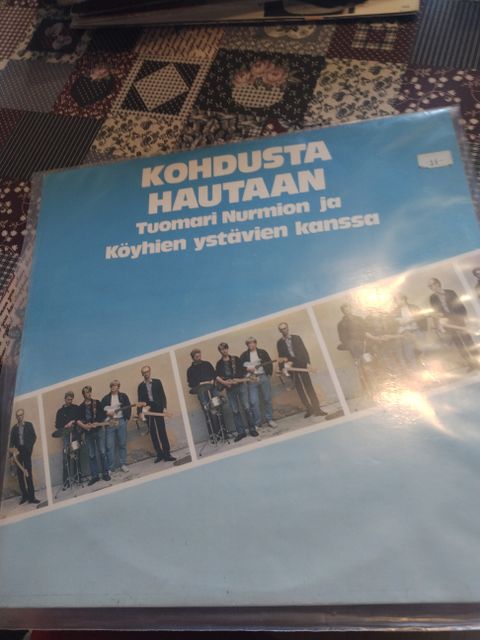 KOHDUSTA
HAUTAAN
Tuomari Nurmion ja
Köyhien ystävien kanssa